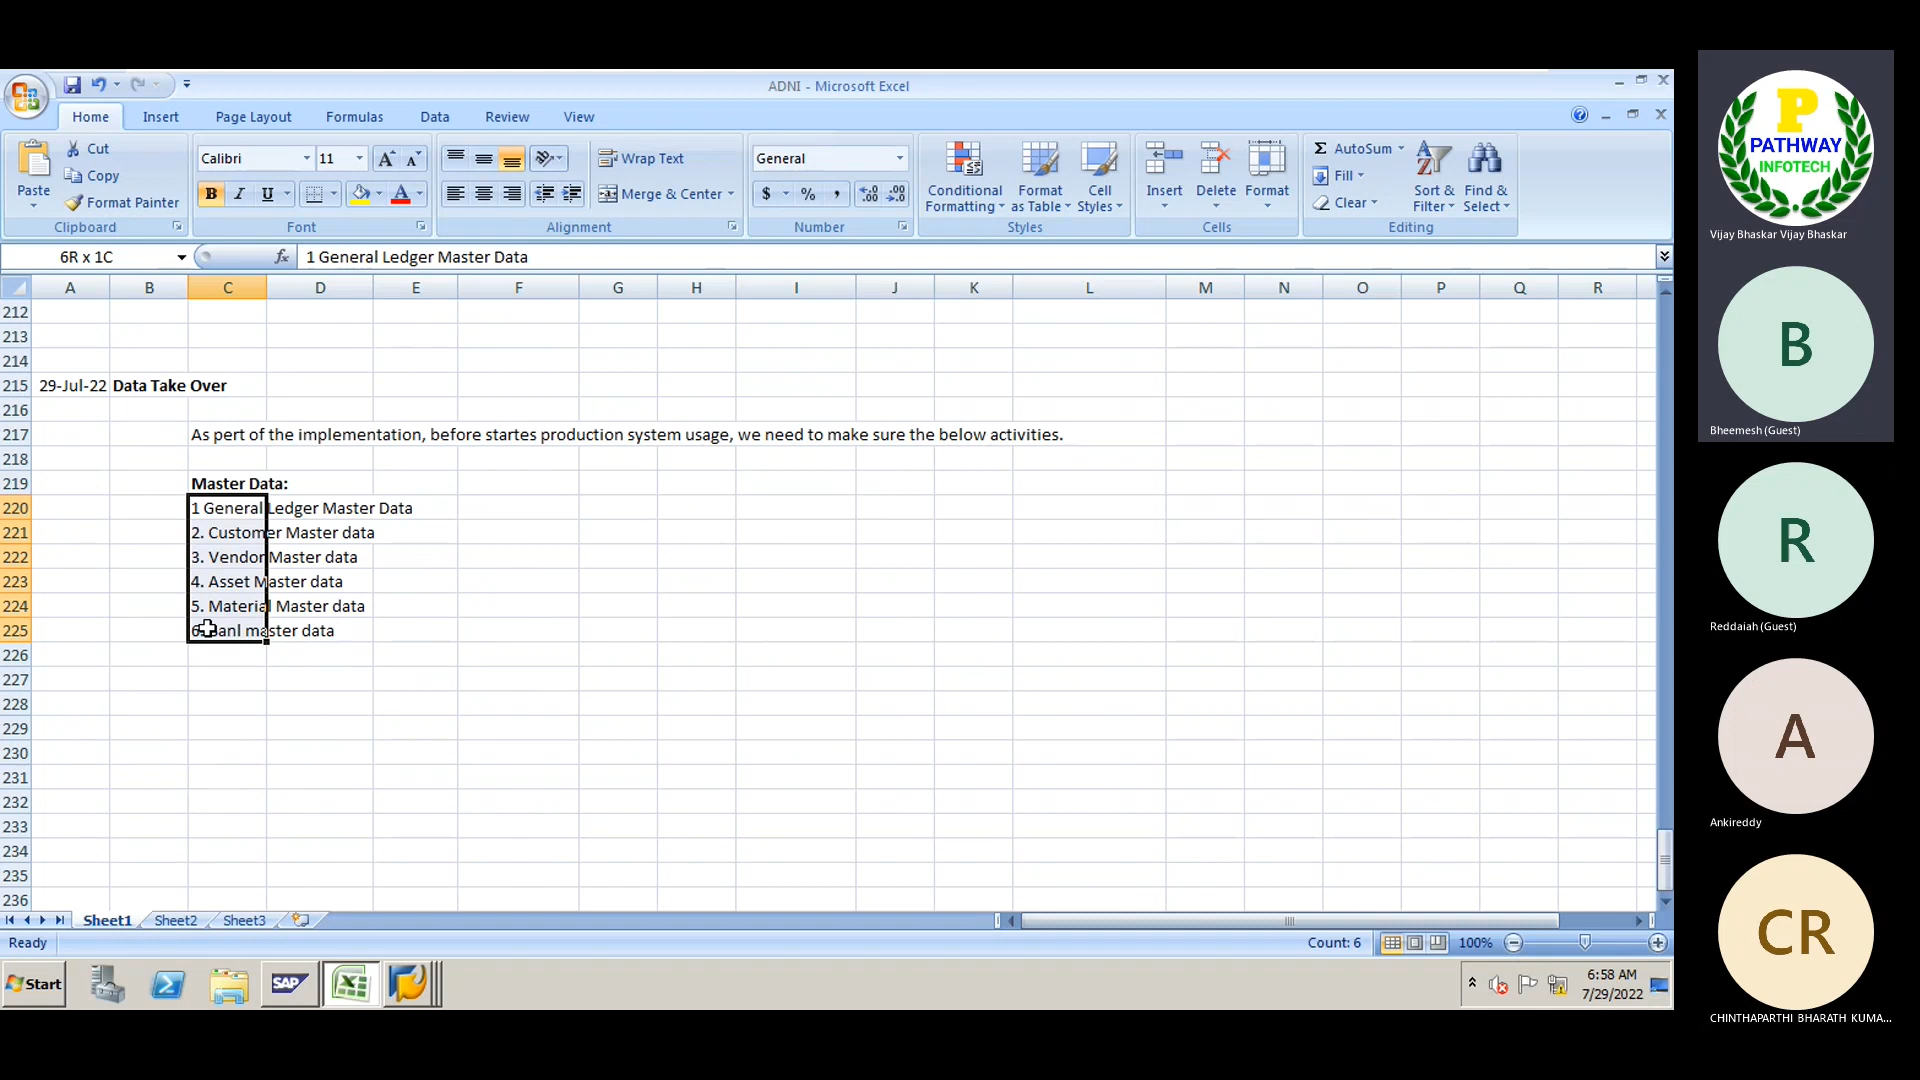 ADNI - Microsoft Excel
Home Insert Page Layout Formulas Data Review View
Paste Cut Copy Format Painter
Clipboard
Calibri 11
B I U A
Font
Wrap Text
Merge & Center
Alignment
General
$ % ,
Number
Conditional Formatting Format as Table Cell Styles
Styles
Insert Delete Format
Cells
Σ AutoSum Fill Clear Sort & Filter Find & Select
Editing
6R x 1C fx 1 General Ledger Master Data
A B C D E F G H I J K L M N O P Q R
212
213
214
215 29-Jul-22 Data Take Over
216
217 As pert of the implementation, before startes production system usage, we need to make sure the below activities.
218
219 Master Data:
220 1 General Ledger Master Data
221 2. Customer Master data
222 3. Vendor Master data
223 4. Asset Master data
224 5. Material Master data
225 master data
226
227
228
229
230
231
232
233
234
235
236
Sheet1 Sheet2 Sheet3
Ready Count: 6 100%
Start SAP 6:58 AM
7/29/2022
P
PATHWAY
INFOTECH
Vijay Bhaskar Vijay Bhaskar
B
Bheemesh (Guest)
R
Reddaiah (Guest)
A
Ankireddy
CR
CHINTHAPARTHI BHARATH KUMA...